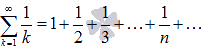 ∞∑k=1 1/k = 1 + 1/2 + 1/3 + … + 1/n + …